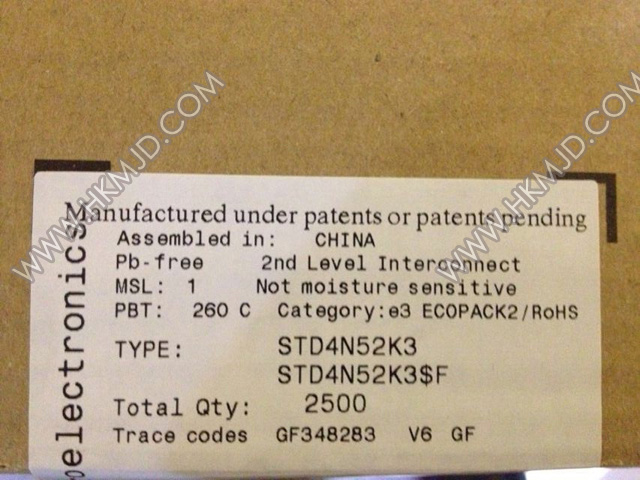 Manufactured under patents or patents pending
Assembled in: CHINA
Pb-free 2nd Level Interconnect
MSL: 1 Not moisture sensitive
PBT: 260 C Category:e3 ECOPACK2/RoHS
TYPE: STD4N52K3
STD4N52K3$F
Total Qty: 2500
Trace codes GF348283 V6 GF
oelectronics
WWW.HKMJD.COM
WWW.HKMJD.COM